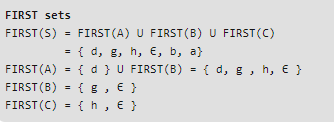 FIRST sets
FIRST(S) = FIRST(A) U FIRST(B) U FIRST(C)
= { d, g, h, Є, b, a}
FIRST(A) = { d } U FIRST(B) = { d, g , h, Є }
FIRST(B) = { g , Є }
FIRST(C) = { h , Є }